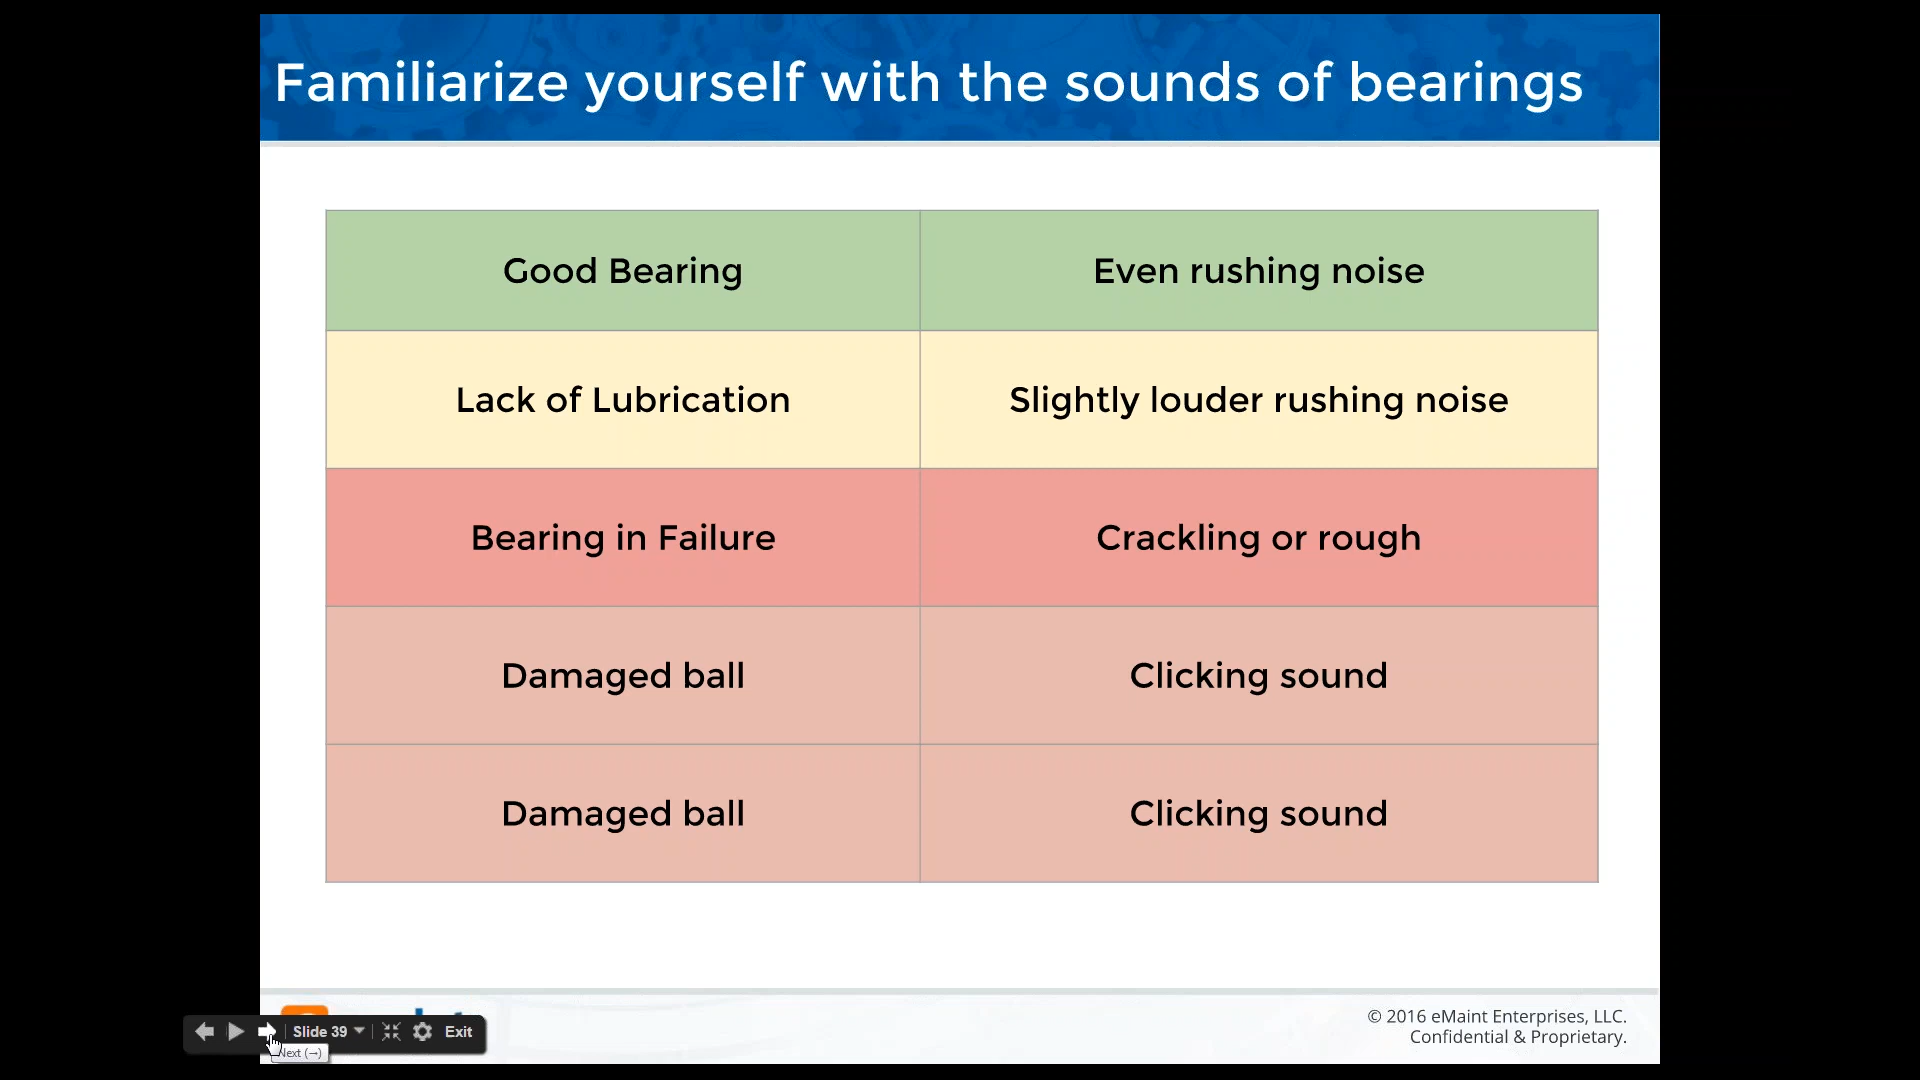 Familiarize yourself with the sounds of bearings
Good Bearing
Even rushing noise
Lack of Lubrication
Slightly louder rushing noise
Bearing in Failure
Crackling or rough
Damaged ball
Clicking sound
Damaged ball
Clicking sound
© 2016 eMaint Enterprises, LLC.
Confidential & Proprietary.
Slide 39
Exit
Next (→)